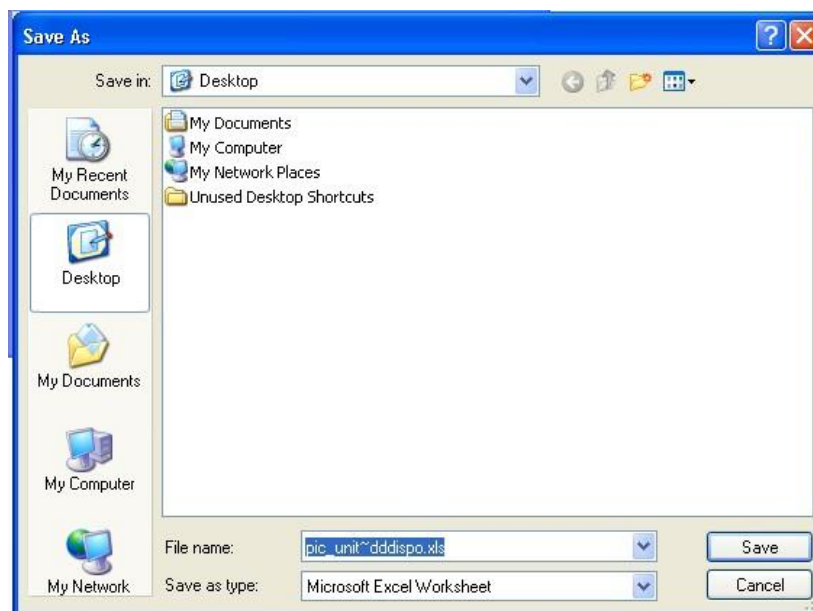 Save As
Save in:
Desktop
My Documents
My Computer
My Network Places
Unused Desktop Shortcuts
My Recent
Documents
Desktop
My Documents
My Computer
My Network
File name:
pic_unit~dddispo.xls
Save
Save as type:
Microsoft Excel Worksheet
Cancel